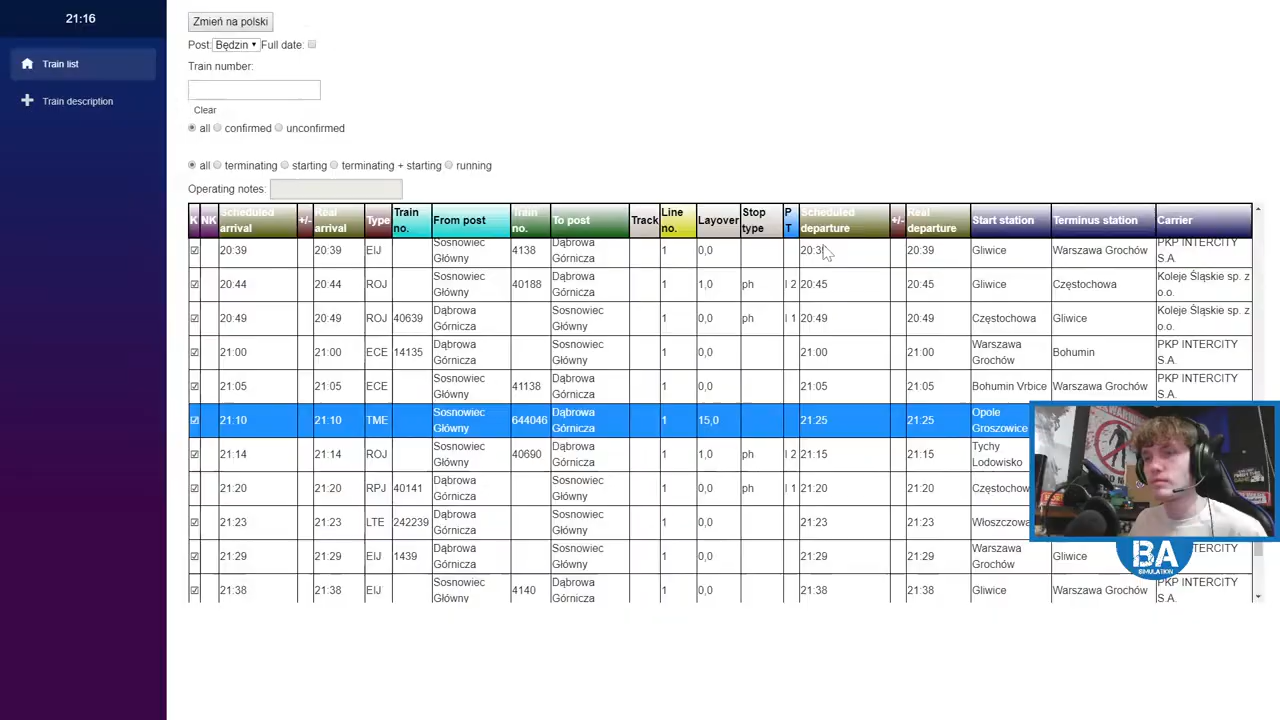 21:16
Train list
Train description
Zmień na polski
Post: Będzin Full date:
Train number:
Clear
all confirmed unconfirmed
all terminating starting terminating + starting running
Operating notes:
K NK Scheduled arrival +/- Real arrival Type Train no. From post Train no. To post Track Line no. Layover Stop type P T Scheduled departure +/- Real departure Start station Terminus station Carrier
20:39 20:39 EIJ Sosnowiec Główny 4138 Dąbrowa Górnicza 1 0,0 20:39 20:39 Gliwice Warszawa Grochów PKP INTERCITY S.A.
20:44 20:44 ROJ Sosnowiec Główny 40188 Dąbrowa Górnicza 1 1,0 ph I 2 20:45 20:45 Gliwice Częstochowa Koleje Śląskie sp. z o.o.
20:49 20:49 ROJ 40639 Dąbrowa Górnicza Sosnowiec Główny 1 0,0 ph I 1 20:49 20:49 Częstochowa Gliwice Koleje Śląskie sp. z o.o.
21:00 21:00 ECE 14135 Dąbrowa Górnicza Sosnowiec Główny 1 0,0 21:00 21:00 Warszawa Grochów Bohumin PKP INTERCITY S.A.
21:05 21:05 ECE Sosnowiec Główny 41138 Dąbrowa Górnicza 1 0,0 21:05 21:05 Bohumin Vrbice Warszawa Grochów PKP INTERCITY S.A.
21:10 21:10 TME Sosnowiec Główny 644046 Dąbrowa Górnicza 1 15,0 21:25 21:25 Opole Groszowice
21:14 21:14 ROJ Sosnowiec Główny 40690 Dąbrowa Górnicza 1 1,0 ph I 2 21:15 21:15 Tychy Lodowisko
21:20 21:20 RPJ 40141 Dąbrowa Górnicza Sosnowiec Główny 1 0,0 ph I 1 21:20 21:20 Częstochow
21:23 21:23 LTE 242239 Dąbrowa Górnicza Sosnowiec Główny 1 0,0 21:23 21:23 Włoszczowa
21:29 21:29 EIJ 1439 Dąbrowa Górnicza Sosnowiec Główny 1 0,0 21:29 21:29 Warszawa Grochów Gliwice TERCITY S.A.
21:38 21:38 EIJ Sosnowiec Główny 4140 Dąbrowa Górnicza 1 0,0 21:38 21:38 Gliwice Warszawa Grochów PKP INTERCITY S.A.
BA
SIMULATION